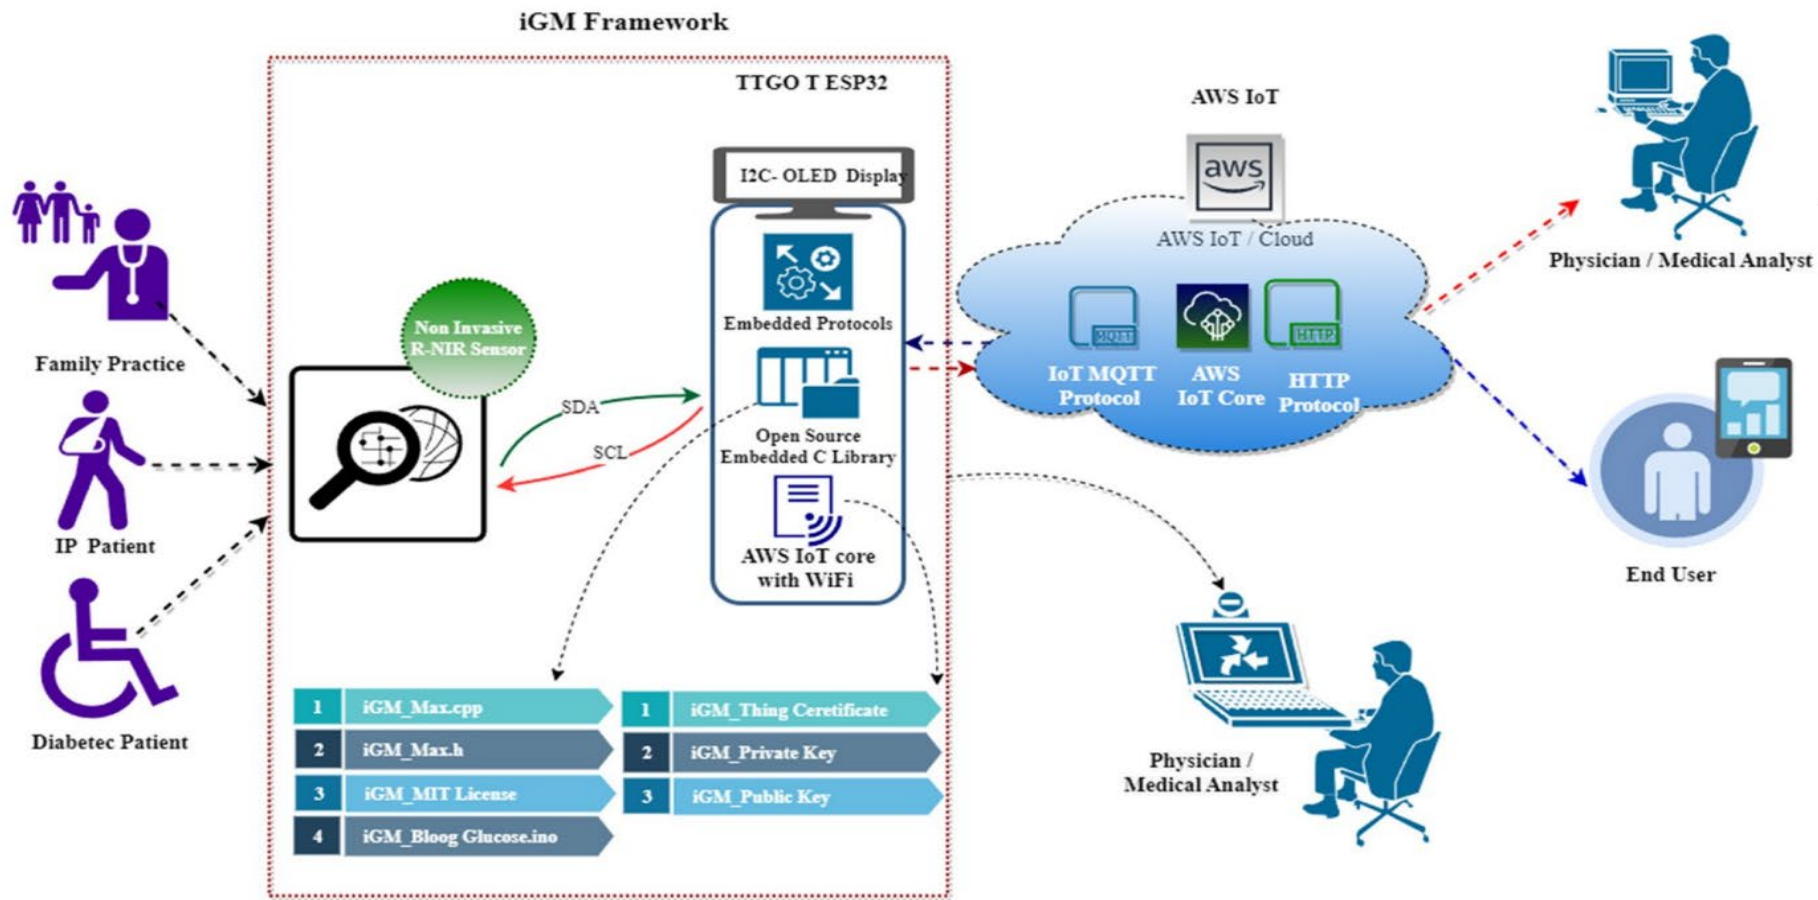 iGM Framework
TTGO T ESP32
I2C- OLED  Display
Embedded Protocols
Open Source
Embedded C Library
AWS IoT core
with WiFi
Family Practice
IP  Patient
Diabetec Patient
Non Invasive
R-NIR Sensor
SDA
SCL
1 iGM_Max.cpp
2 iGM_Max.h
3 iGM_MIT License
4 iGM_Bloog Glucose.ino
1 iGM_Thing Ceretificate
2 iGM_Private Key
3 iGM_Public Key
AWS IoT
aws
AWS IoT / Cloud
MQTT
HTTP
IoT MQTT
Protocol
AWS
IoT Core
HTTP
Protocol
Physician / Medical Analyst
End User
Physician /
Medical Analyst